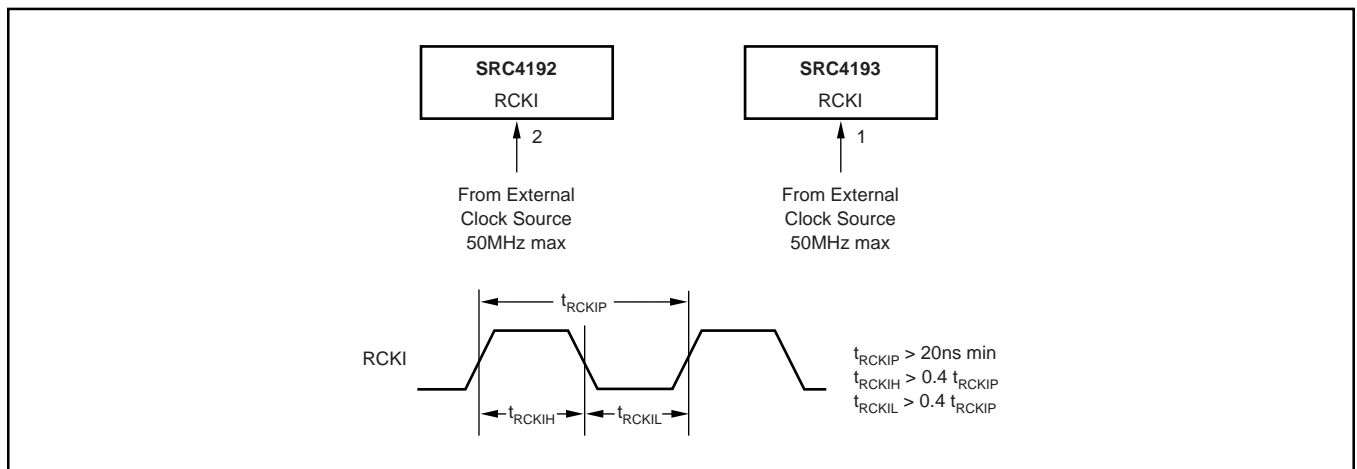 SRC4192
RCKI
2
From External
Clock Source
50MHz max
SRC4193
RCKI
1
From External
Clock Source
50MHz max
tRCKIP
RCKI
tRCKIH
tRCKIL
tRCKIP > 20ns min
tRCKIH > 0.4 tRCKIP
tRCKIL > 0.4 tRCKIP